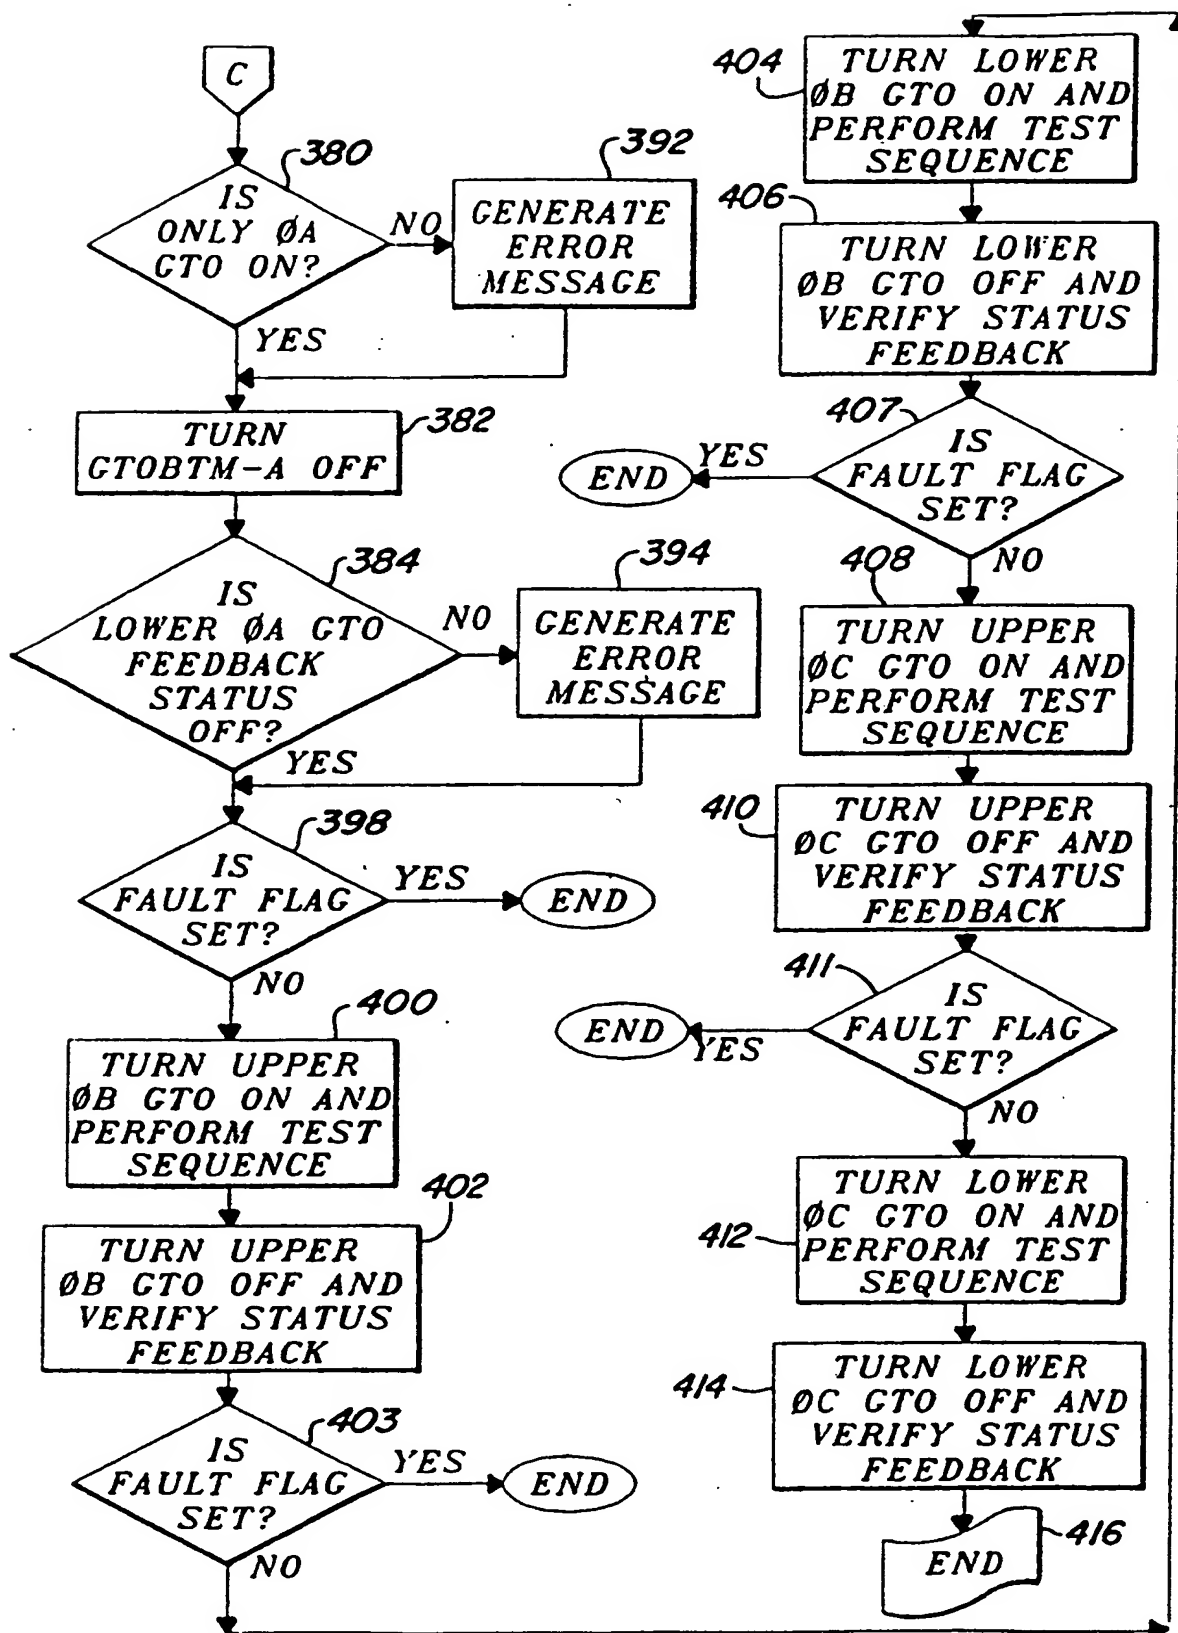 C
380
IS
ONLY ØA
GTO ON?
NO
YES
392
GENERATE
ERROR
MESSAGE
382
TURN
GTOBTM-A OFF
384
IS
LOWER ØA GTO
FEEDBACK
STATUS
OFF?
NO
YES
394
GENERATE
ERROR
MESSAGE
398
IS
FAULT FLAG
SET?
YES
END
NO
400
TURN UPPER
ØB GTO ON AND
PERFORM TEST
SEQUENCE
402
TURN UPPER
ØB GTO OFF AND
VERIFY STATUS
FEEDBACK
403
IS
FAULT FLAG
SET?
YES
END
NO
404
TURN LOWER
ØB GTO ON AND
PERFORM TEST
SEQUENCE
406
TURN LOWER
ØB GTO OFF AND
VERIFY STATUS
FEEDBACK
407
IS
FAULT FLAG
SET?
YES
END
NO
408
TURN UPPER
ØC GTO ON AND
PERFORM TEST
SEQUENCE
410
TURN UPPER
ØC GTO OFF AND
VERIFY STATUS
FEEDBACK
411
IS
FAULT FLAG
SET?
YES
END
NO
412
TURN LOWER
ØC GTO ON AND
PERFORM TEST
SEQUENCE
414
TURN LOWER
ØC GTO OFF AND
VERIFY STATUS
FEEDBACK
416
END